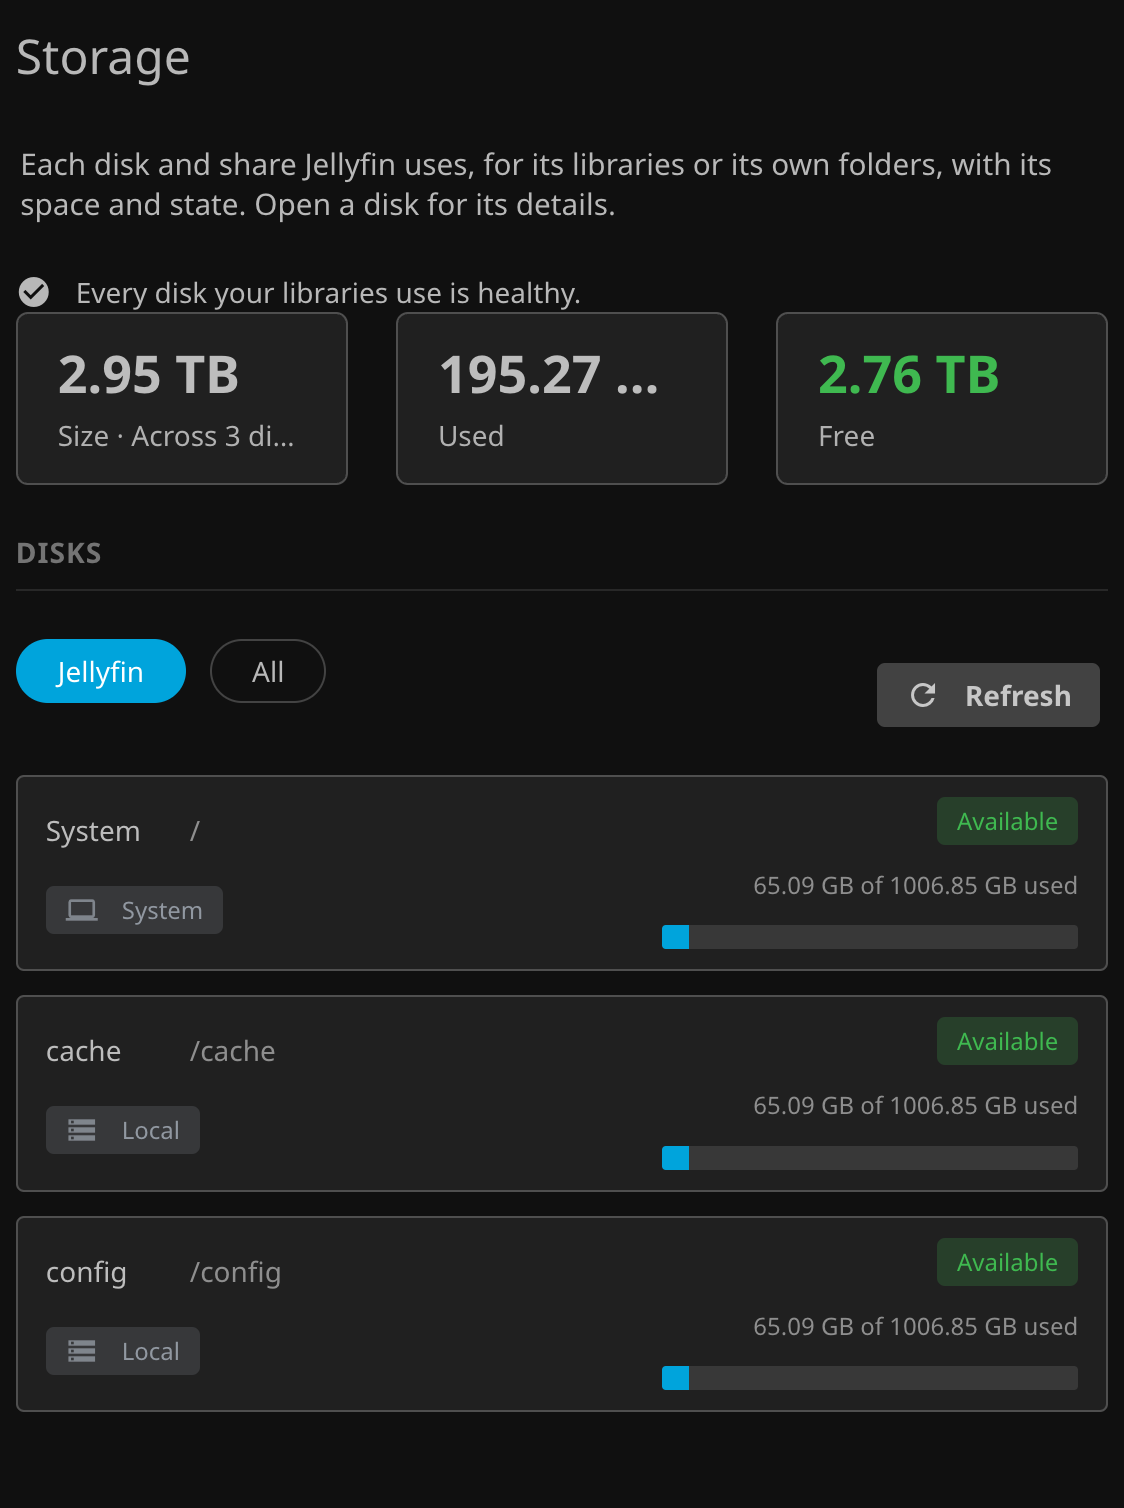 Storage
Each disk and share Jellyfin uses, for its libraries or its own folders, with its
space and state. Open a disk for its details.
Every disk your libraries use is healthy.
2.95 TB
Size · Across 3 di...
195.27 ...
Used
2.76 TB
Free
DISKS
Jellyfin
All
Refresh
System /
Available
65.09 GB of 1006.85 GB used
System
cache /cache
Available
65.09 GB of 1006.85 GB used
Local
config /config
Available
65.09 GB of 1006.85 GB used
Local